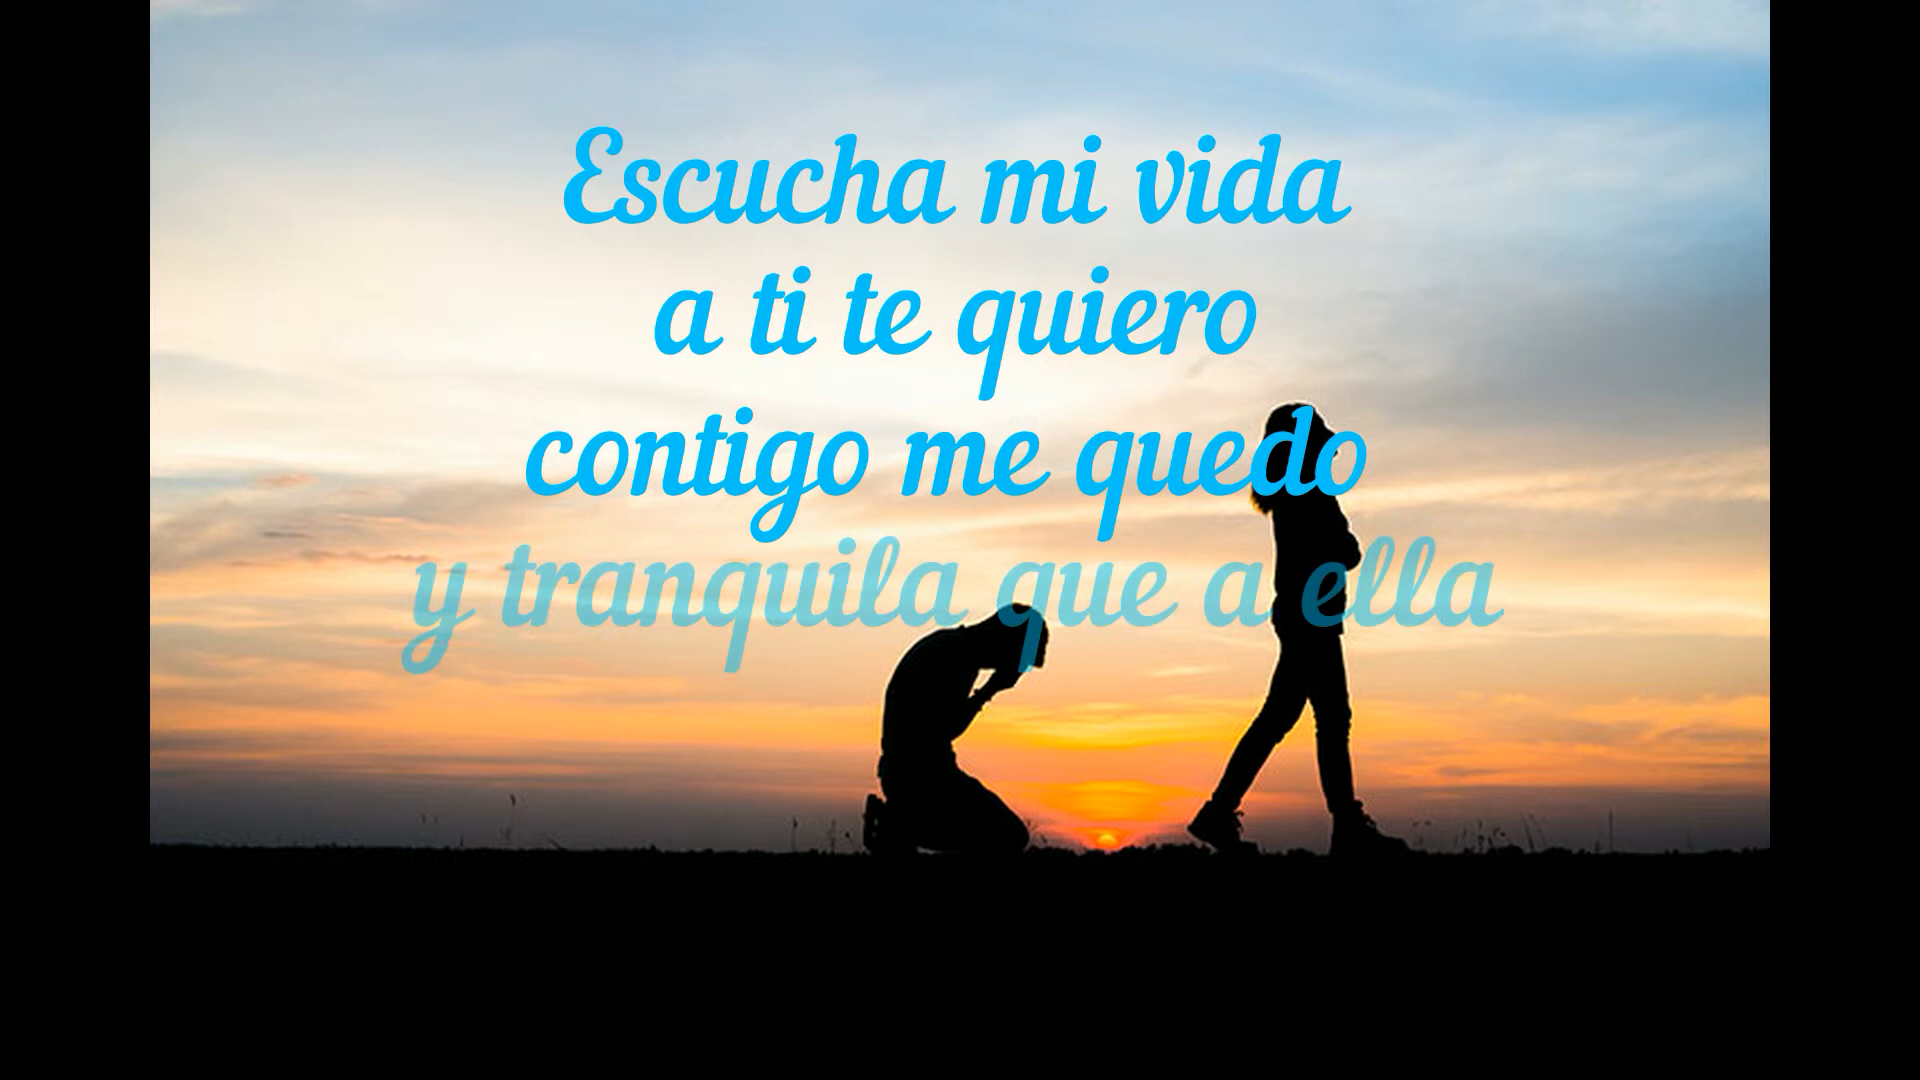 Escucha mi vida
a ti te quiero
contigo me quedo
y tranquila que a ella